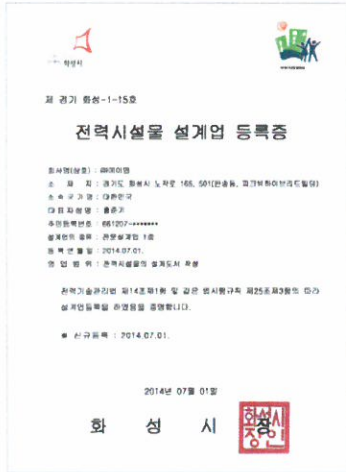 화성시
제 경기 화성-1-15호
전력시설물 설계업 등록증
회사명(상호) : ㈜에이맵
소 재 지 : 경기도 화성시 노작로 165, 501(반송동, 파크뷰하이브리드빌딩)
소속국가명 : 대한민국
대표자성명 : 홍준기
주민등록번호 : 661207-*******
설계업의 종류 : 전문설계업 1종
등록연월일 : 2014.07.01.
영 업 범 위 : 전력시설물의 설계도서 작성
전력기술관리법 제14조제1항 및 같은 법시행규칙 제25조제3항의 따라
설계업등록을 하였음을 증명합니다.
※ 신규등록 : 2014.07.01.
2014년 07월 01일
화 성 시 장